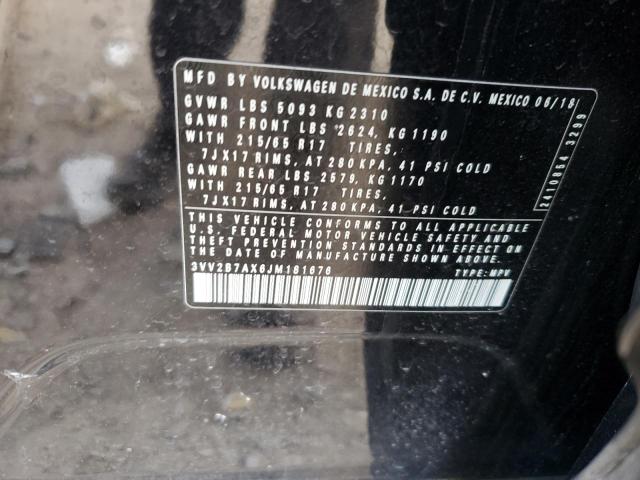 MFD BY VOLKSWAGEN DE MEXICO S.A. DE C.V. MEXICO 06/18
GVWR LBS 5093 KG 2310
GAWR FRONT LBS 2624, KG 1190
WITH 215/65 R17 TIRES,
7JX17 RIMS, AT 280 KPA, 41 PSI COLD
GAWR REAR LBS 2579, KG 1170
WITH 215/65 R17 TIRES,
7JX17 RIMS, AT 280 KPA, 41 PSI COLD
THIS VEHICLE CONFORMS TO ALL APPLICABLE
U.S. FEDERAL MOTOR VEHICLE SAFETY AND
THEFT PREVENTION STANDARDS IN EFFECT ON
THE DATE OF MANUFACTURE SHOWN ABOVE.
3VV2B7AX6JM181676 TYPE: MPV
2410864 3299